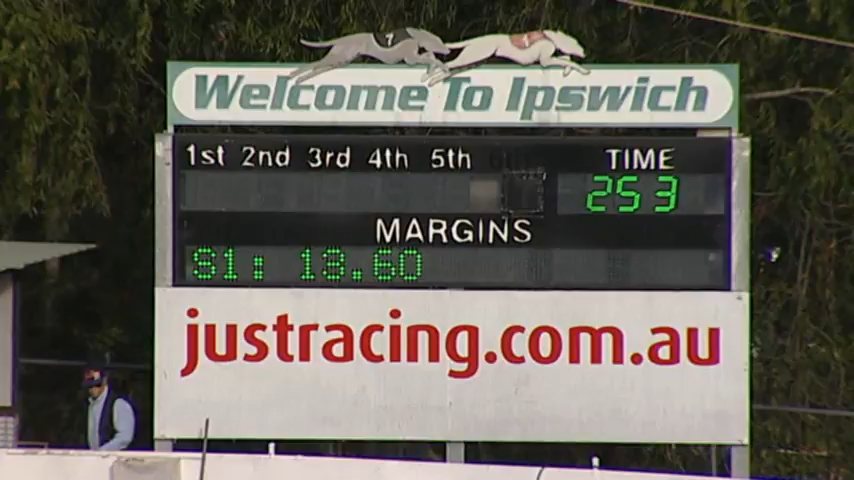 Welcome To Ipswich
1st 2nd 3rd 4th 5th TIME
253
MARGINS
S1: 13.60
justracing.com.au